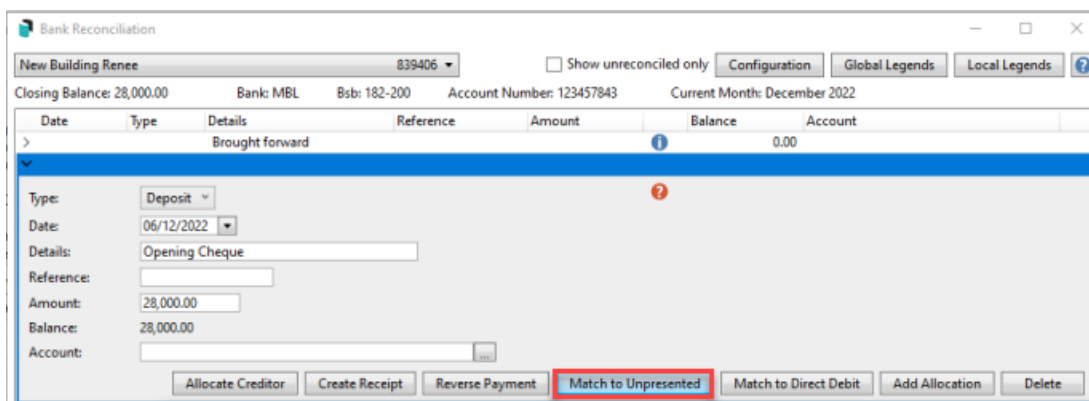 Bank Reconciliation
New Building Renee 839406 Show unreconciled only Configuration Global Legends Local Legends ?
Closing Balance: 28,000.00 Bank: MBL Bsb: 182-200 Account Number: 123457843 Current Month: December 2022
Date Type Details Reference Amount Balance Account
Brought forward i 0.00
Type: Deposit ?
Date: 06/12/2022
Details: Opening Cheque
Reference:
Amount: 28,000.00
Balance: 28,000.00
Account: ...
Allocate Creditor Create Receipt Reverse Payment Match to Unpresented Match to Direct Debit Add Allocation Delete